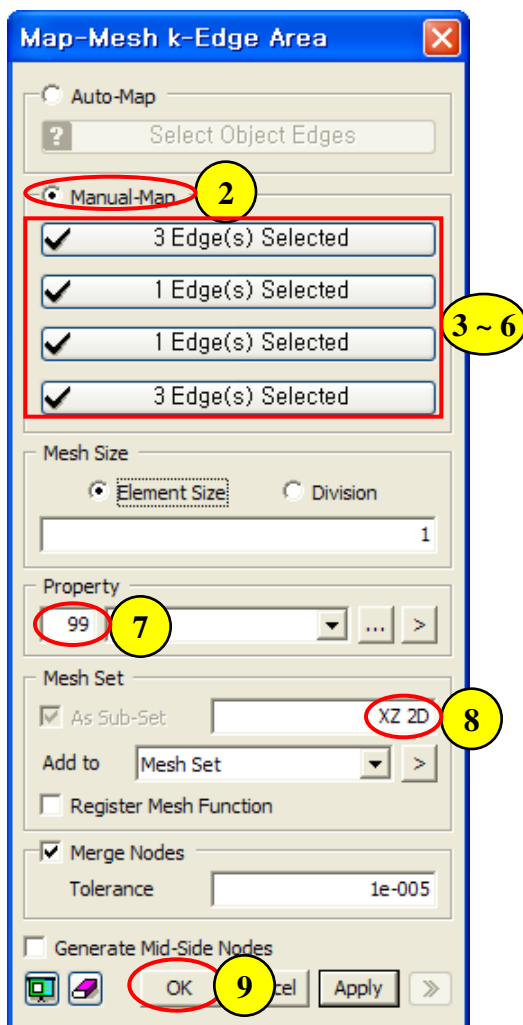 Map-Mesh k-Edge Area
Auto-Map
? Select Object Edges
Manual-Map 2
3 Edge(s) Selected
1 Edge(s) Selected
1 Edge(s) Selected
3 Edge(s) Selected
3 ~ 6
Mesh Size
Element Size Division
1
Property
99 7 ... >
Mesh Set
As Sub-Set XZ 2D 8
Add to Mesh Set >
Register Mesh Function
Merge Nodes
Tolerance 1e-005
Generate Mid-Side Nodes
OK 9 cel Apply